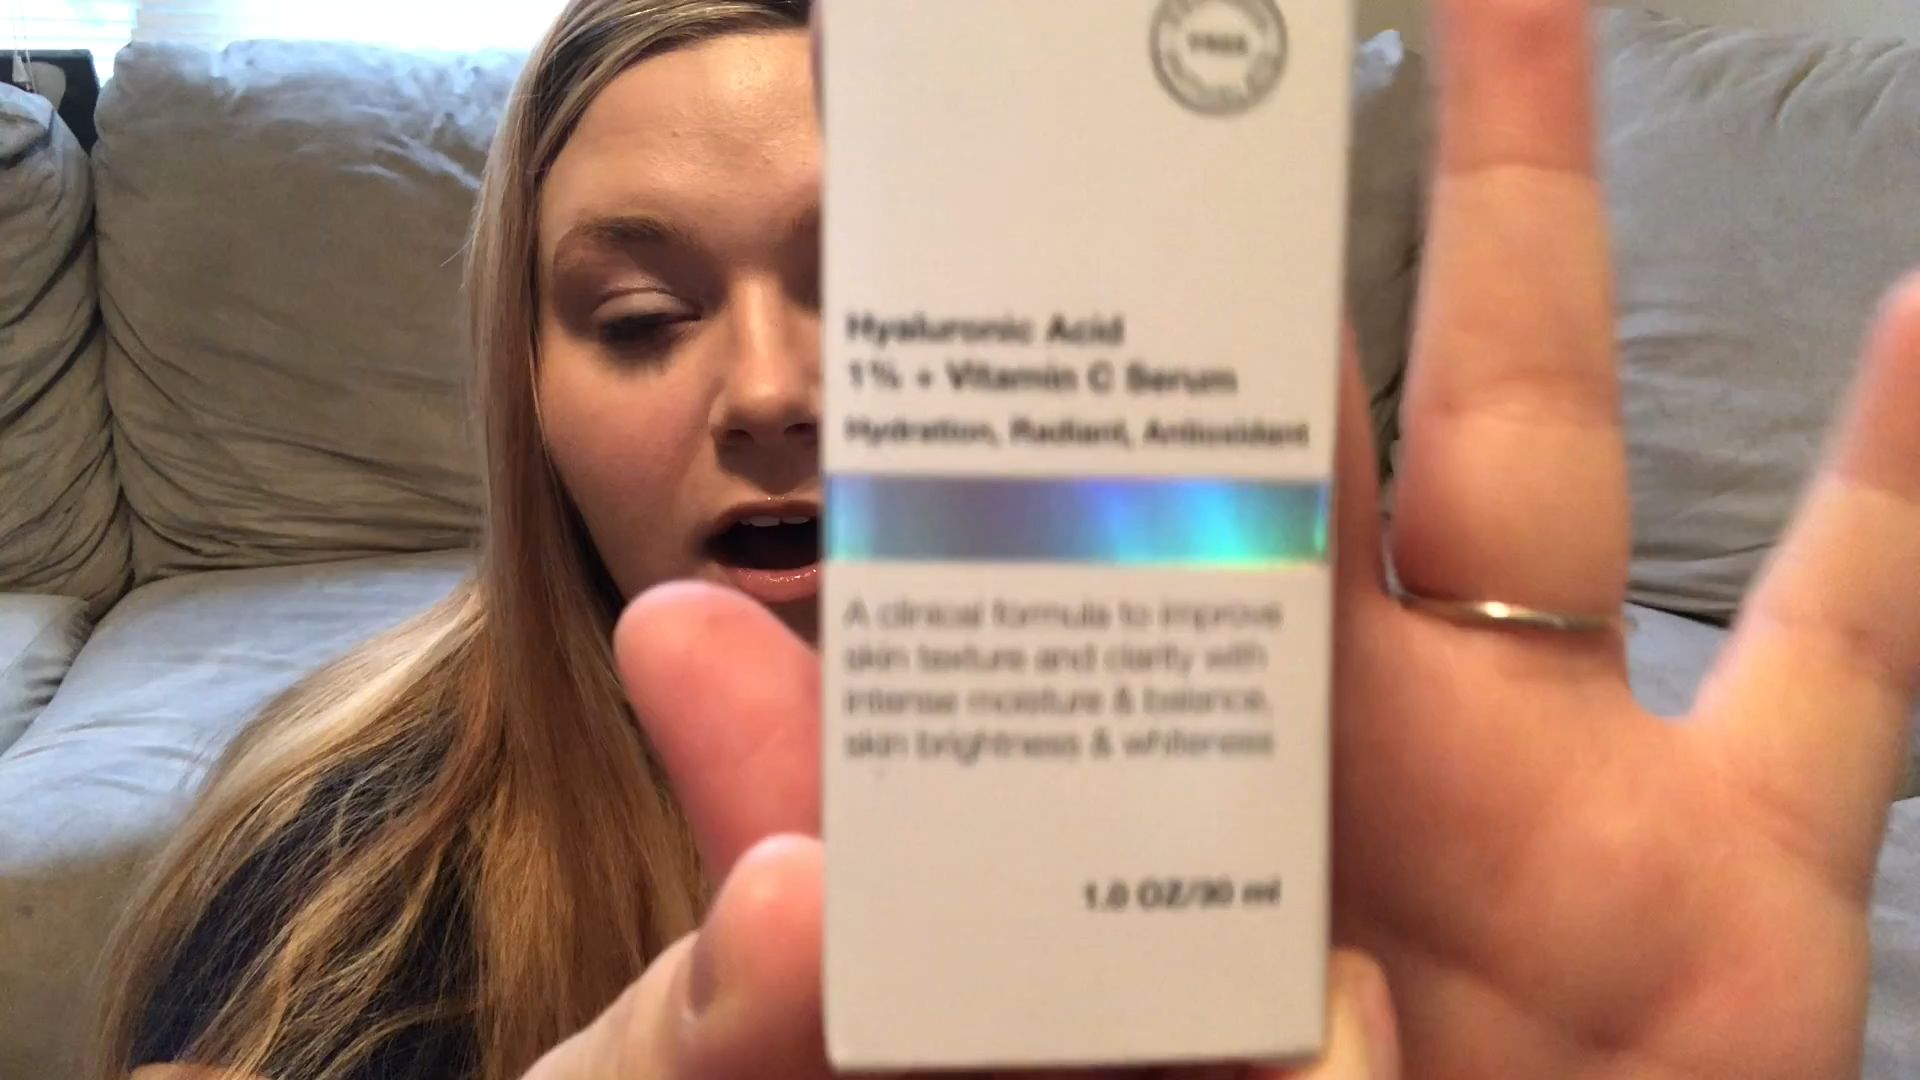 FREE
Hyaluronic Acid
1% + Vitamin C Serum
Hydration, Radiant, Antioxidant
A clinical formula to improve
skin texture and clarity with
intense moisture & balance,
skin brightness & whiteness
1.0 OZ/30 ml